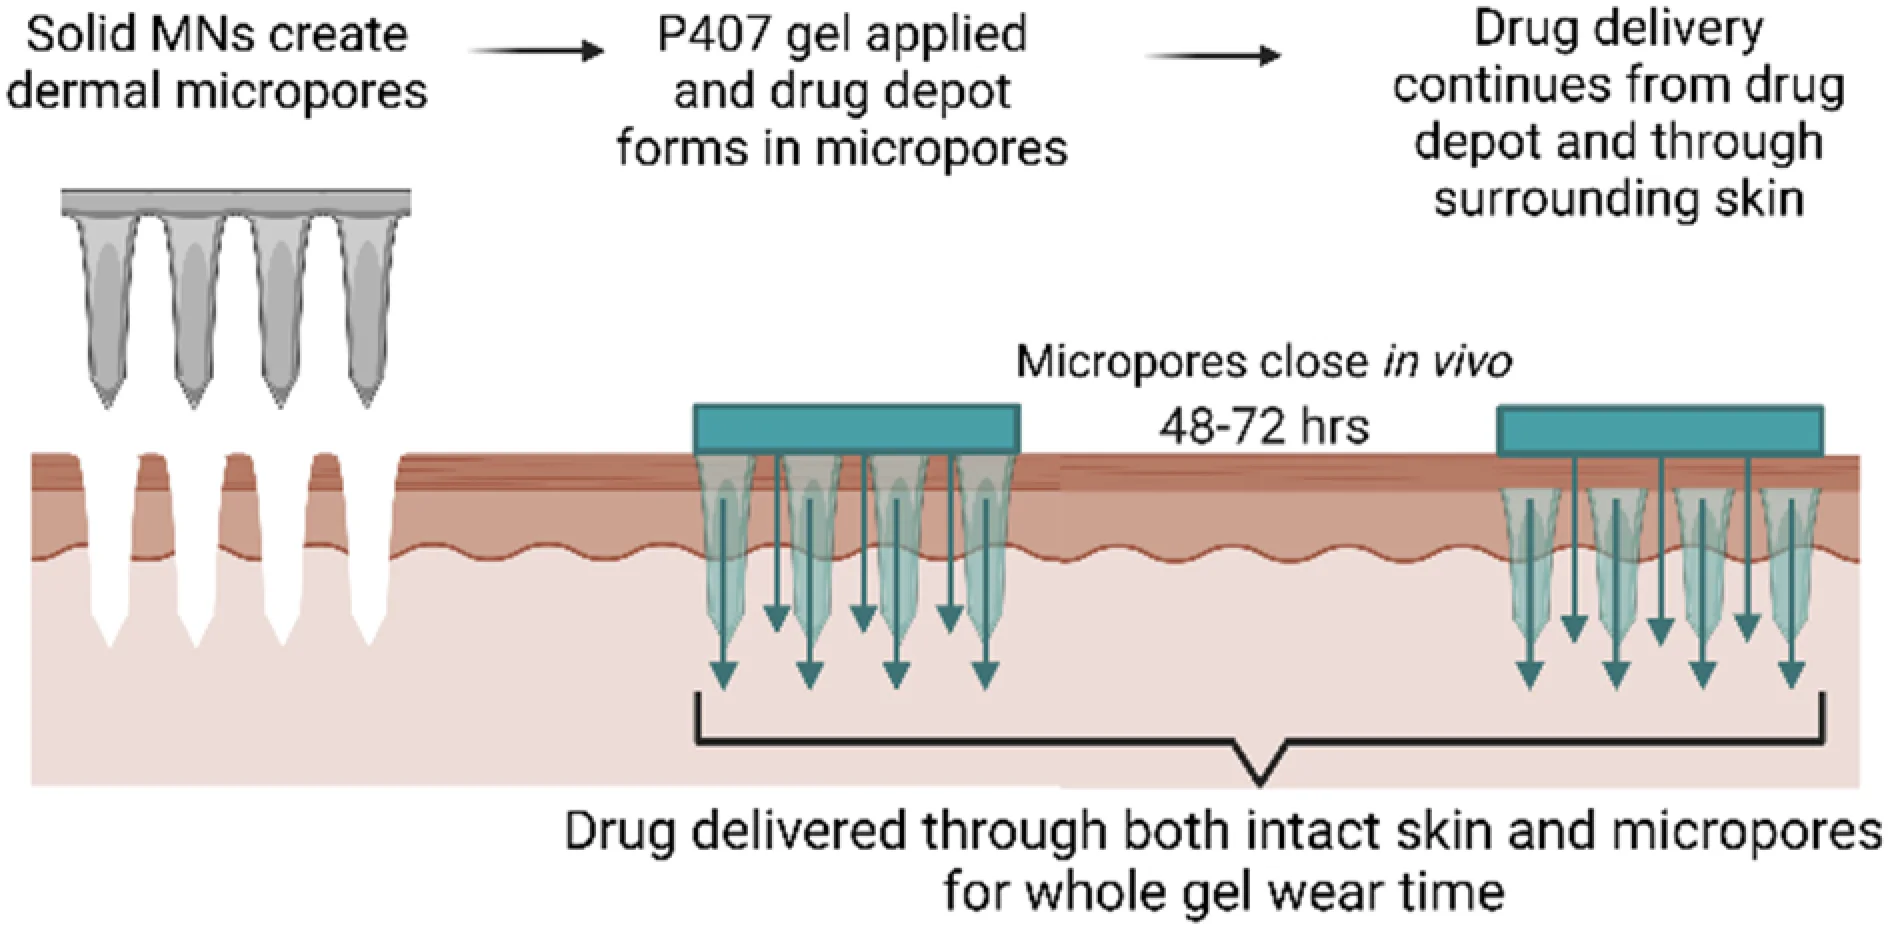 Solid MNs create
dermal micropores
P407 gel applied
and drug depot
forms in micropores
Drug delivery
continues from drug
depot and through
surrounding skin
Micropores close in vivo
48-72 hrs
Drug delivered through both intact skin and micropores
for whole gel wear time